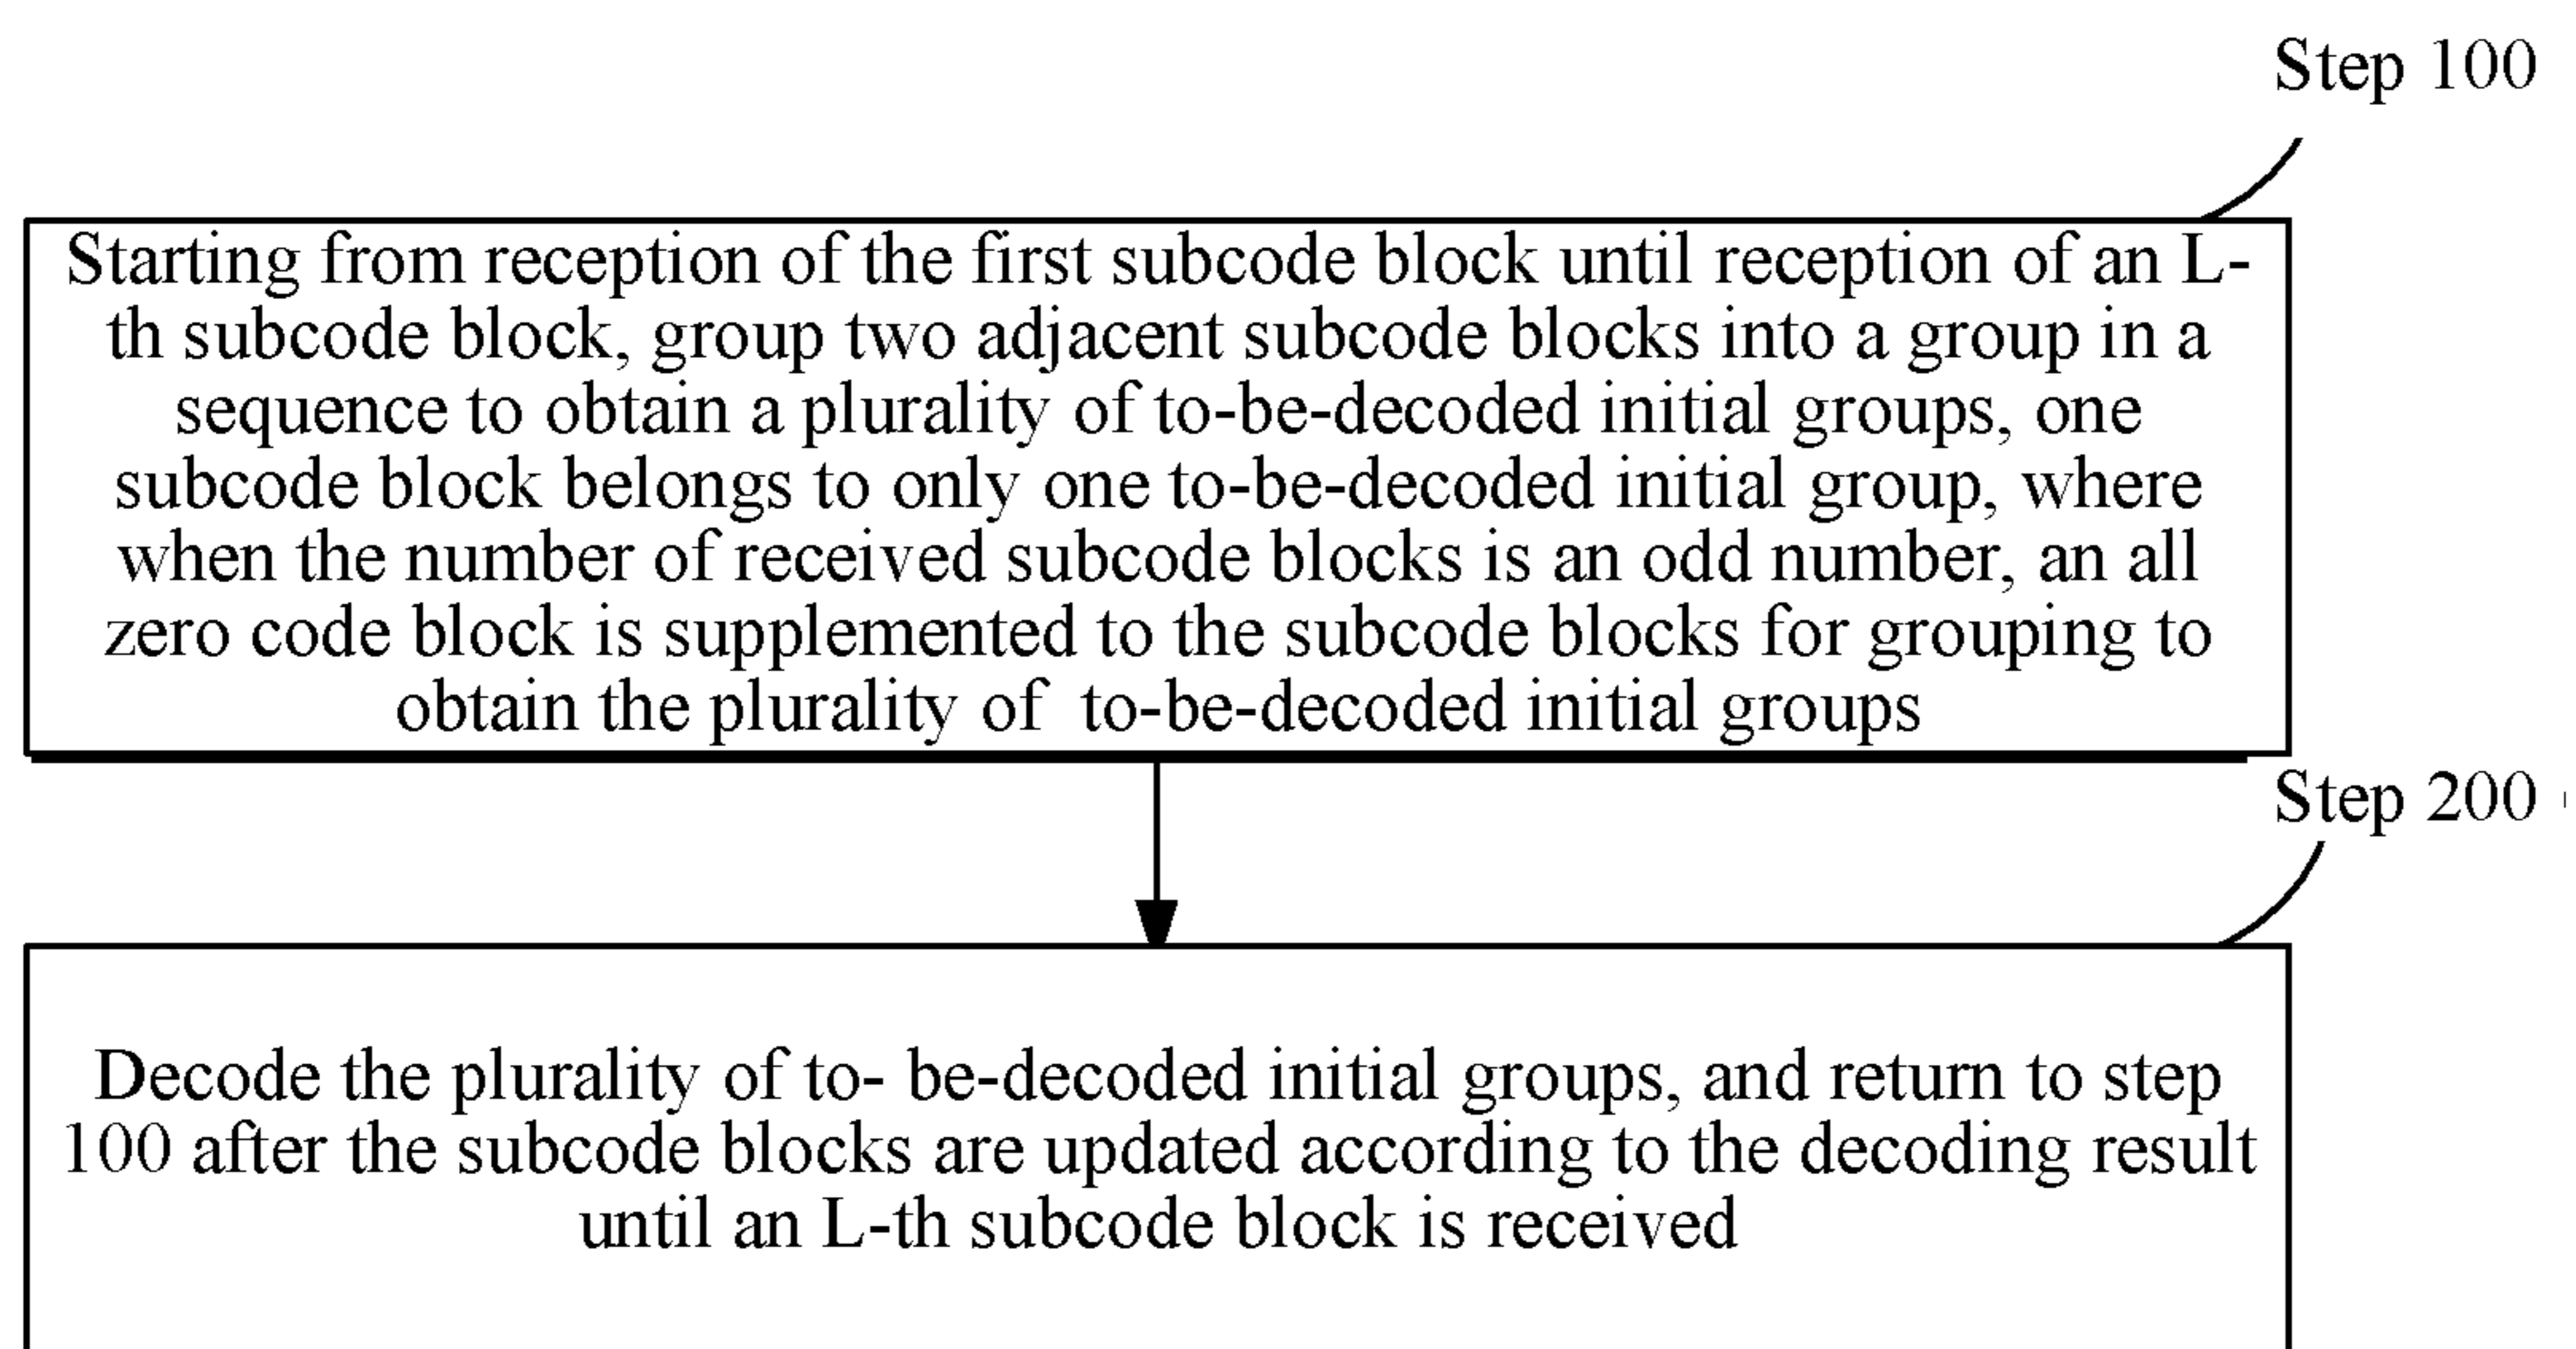 Step 100
Starting from reception of the first subcode block until reception of an L-
th subcode block, group two adjacent subcode blocks into a group in a
sequence to obtain a plurality of to-be-decoded initial groups, one
subcode block belongs to only one to-be-decoded initial group, where
when the number of received subcode blocks is an odd number, an all
zero code block is supplemented to the subcode blocks for grouping to
obtain the plurality of  to-be-decoded initial groups
Step 200
Decode the plurality of to- be-decoded initial groups, and return to step
100 after the subcode blocks are updated according to the decoding result
until an L-th subcode block is received